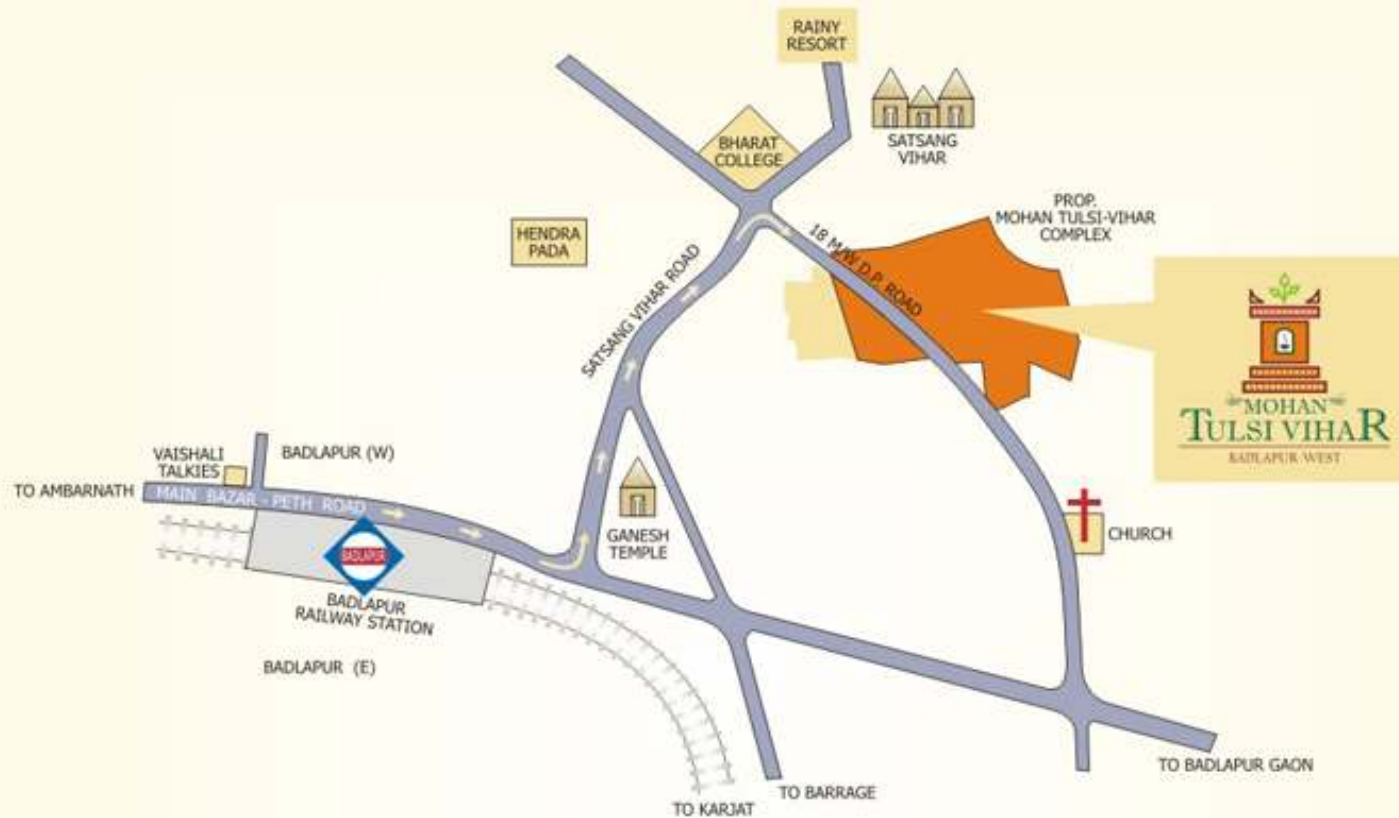 RAINY
RESORT
BHARAT
COLLEGE
SATSANG
VIHAR
PROP.
MOHAN TULSI-VIHAR
COMPLEX
HENDRA
PADA
18 M/W D.P. ROAD
SATSANG VIHAR ROAD
MOHAN
TULSI VIHAR
BADLAPUR WEST
VAISHALI
TALKIES
BADLAPUR (W)
TO AMBARNATH
MAIN BAZAR - PETH ROAD
GANESH
TEMPLE
CHURCH
BADLAPUR
BADLAPUR
RAILWAY STATION
BADLAPUR (E)
TO BADLAPUR GAON
TO BARRAGE
TO KARJAT